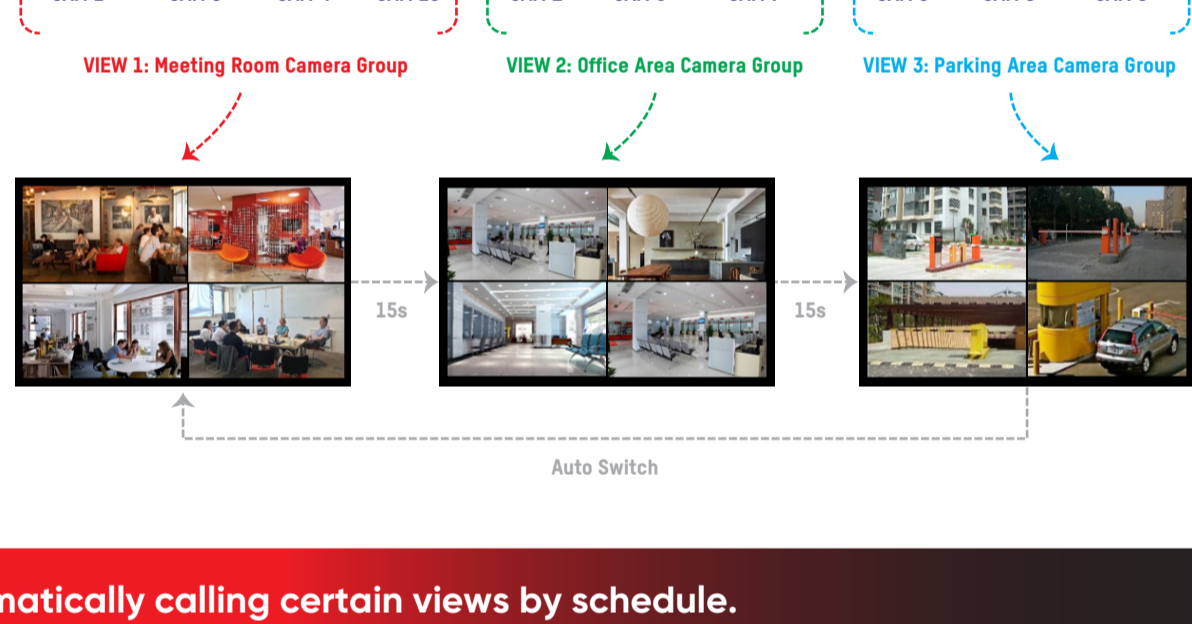 VIEW 1: Meeting Room Camera Group
VIEW 2: Office Area Camera Group
VIEW 3: Parking Area Camera Group
15s
15s
Auto Switch
matically calling certain views by schedule.